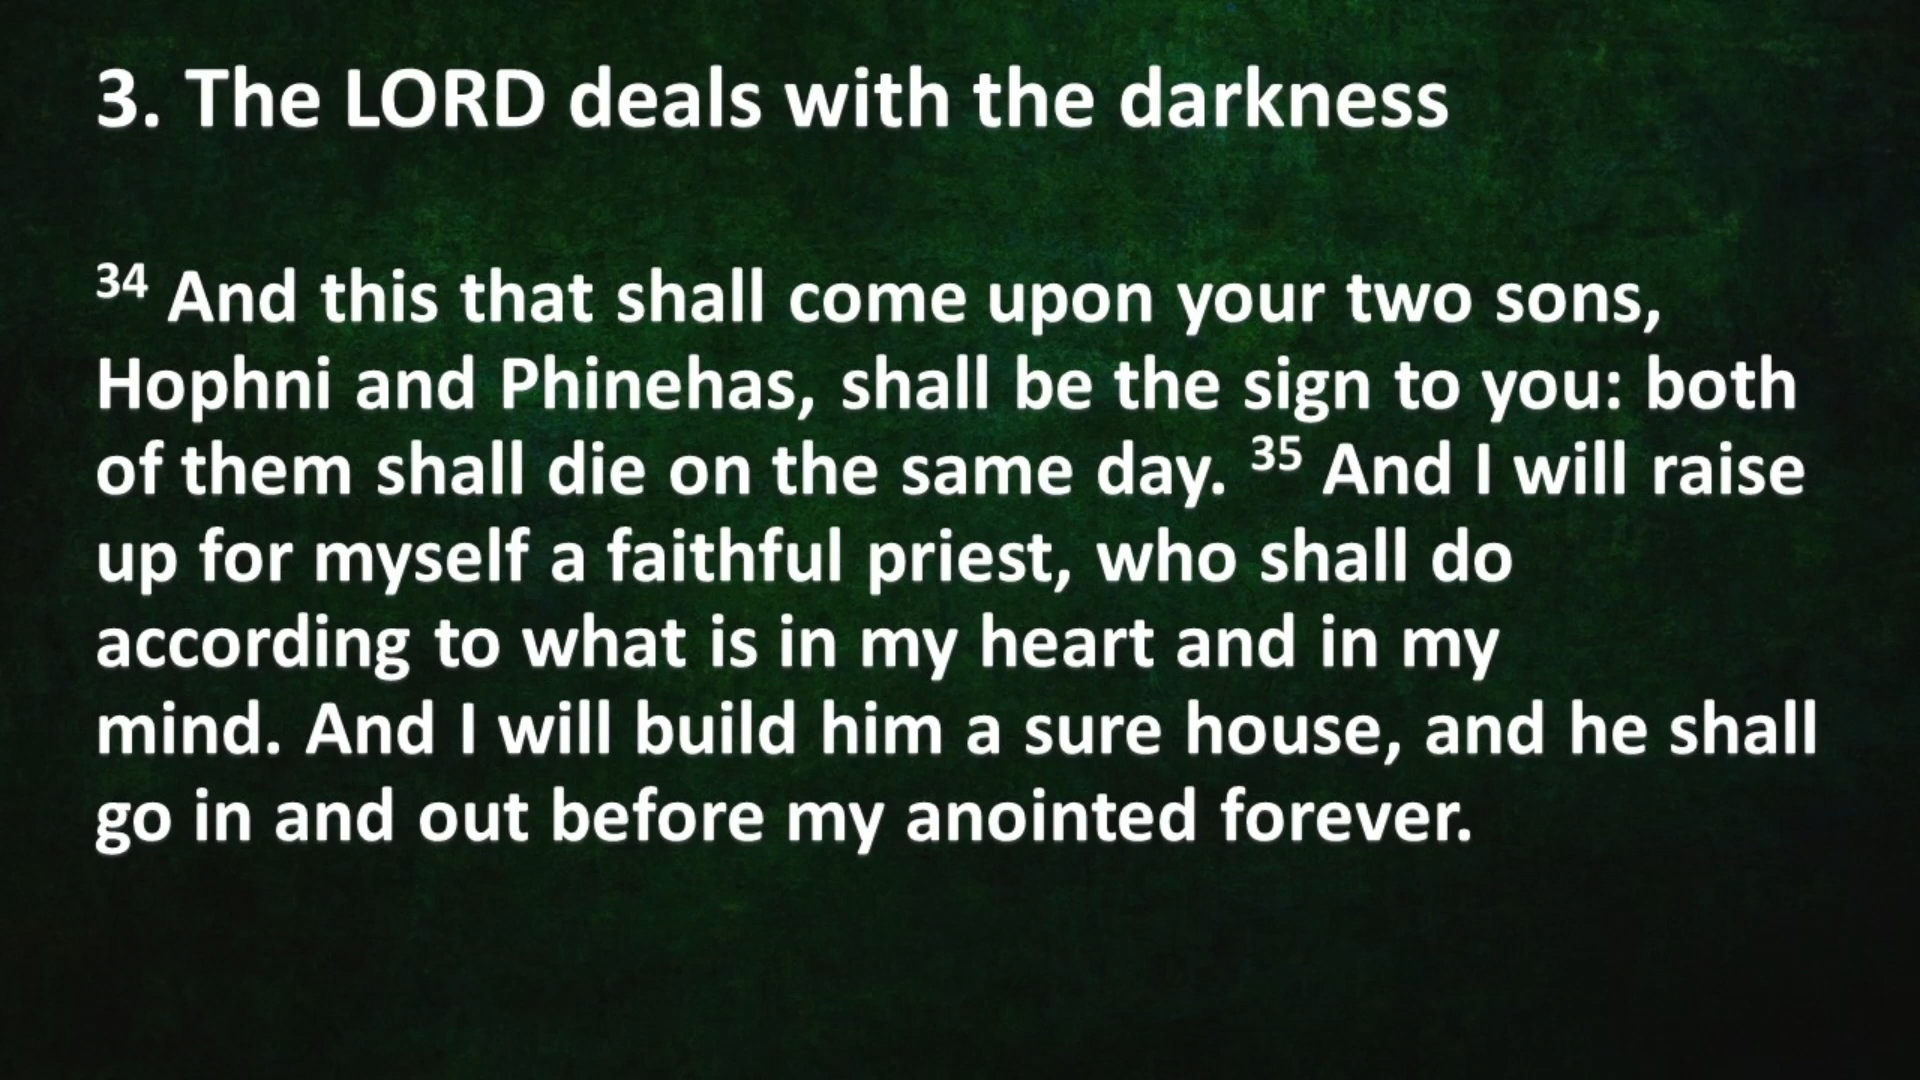 3. The LORD deals with the darkness
34 And this that shall come upon your two sons,
Hophni and Phinehas, shall be the sign to you: both
of them shall die on the same day. 35 And I will raise
up for myself a faithful priest, who shall do
according to what is in my heart and in my
mind. And I will build him a sure house, and he shall
go in and out before my anointed forever.